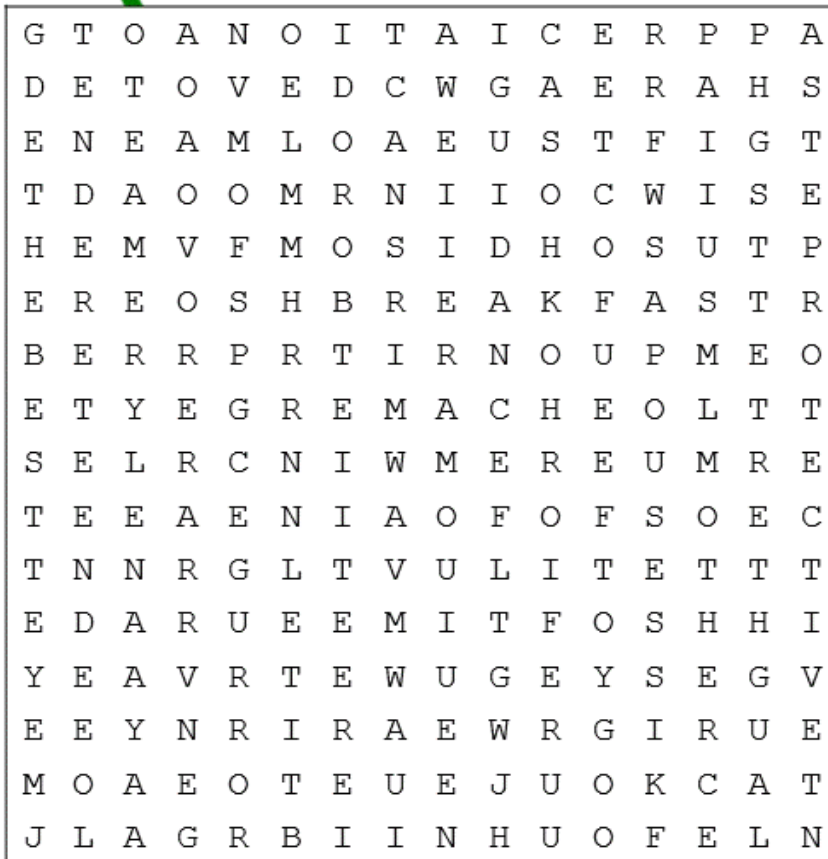 G T O A N O I T A I C E R P P A
D E T O V E D C W G A E R A H S
E N E A M L O A E U S T F I G T
T D A O O M R N I I O C W I S E
H E M V F M O S I D H O S U T P
E R E O S H B R E A K F A S T R
B E R R P R T I R N O U P M E O
E T Y E G R E M A C H E O L T T
S E L R C N I W M E R E U M R E
T E E A E N I A O F O F S O E C
T N N R G L T V U L I T E T T T
E D A R U E E M I T F O S H H I
Y E A V R T E W U G E Y S E G V
E E Y N R I R A E W R G I R U E
M O A E O T E U E J U O K C A T
J L A G R B I I N H U O F E L N